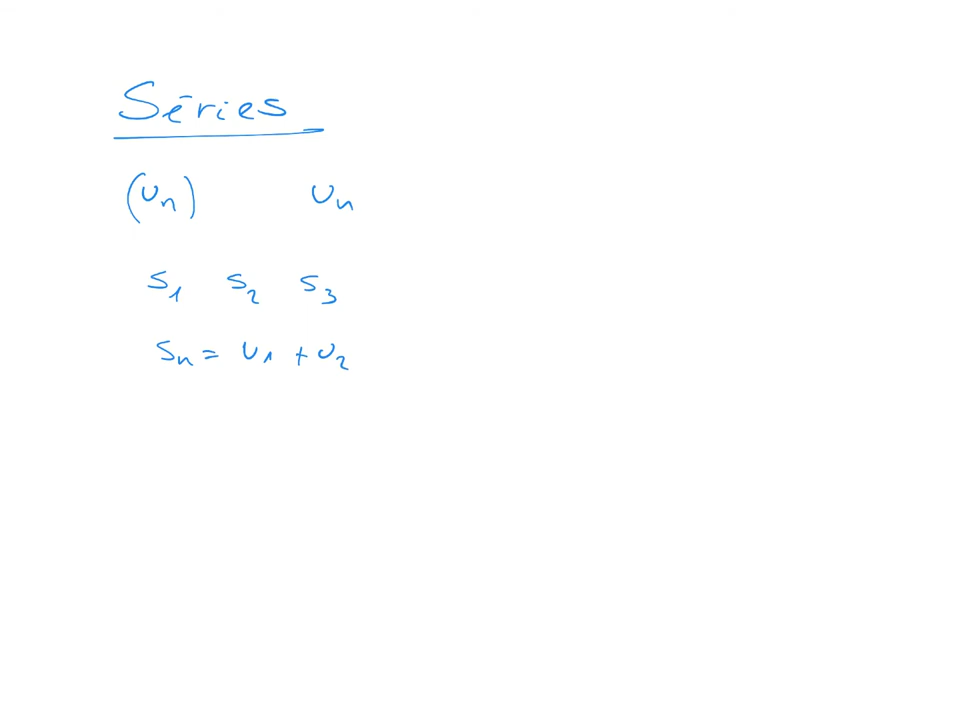 Séries
(Un) Un
S1 S2 S3
Sn = U1 + U2